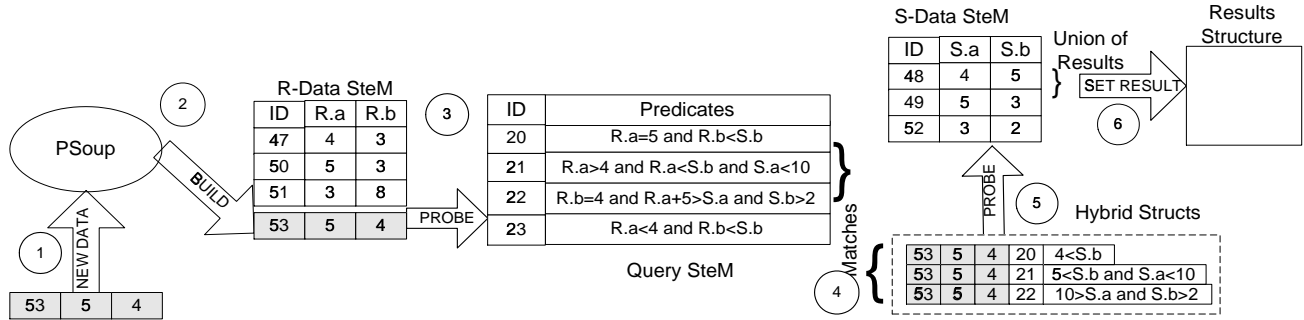 S-Data SteM
Results
Structure
ID S.a S.b
48 4 5
49 5 3
52 3 2
Union of
Results
}
SET RESULT
6
R-Data SteM
ID R.a R.b
47 4 3
50 5 3
51 3 8
53 5 4
2
3
PSoup
BUILD
PROBE
ID Predicates
20 R.a=5 and R.b<S.b
21 R.a>4 and R.a<S.b and S.a<10
22 R.b=4 and R.a+5>S.a and S.b>2
23 R.a<4 and R.b<S.b
}
Query SteM
1
NEW DATA
53 5 4
Matches
4
{
PROBE
5
Hybrid Structs
53 5 4 20 4<S.b
53 5 4 21 5<S.b and S.a<10
53 5 4 22 10>S.a and S.b>2